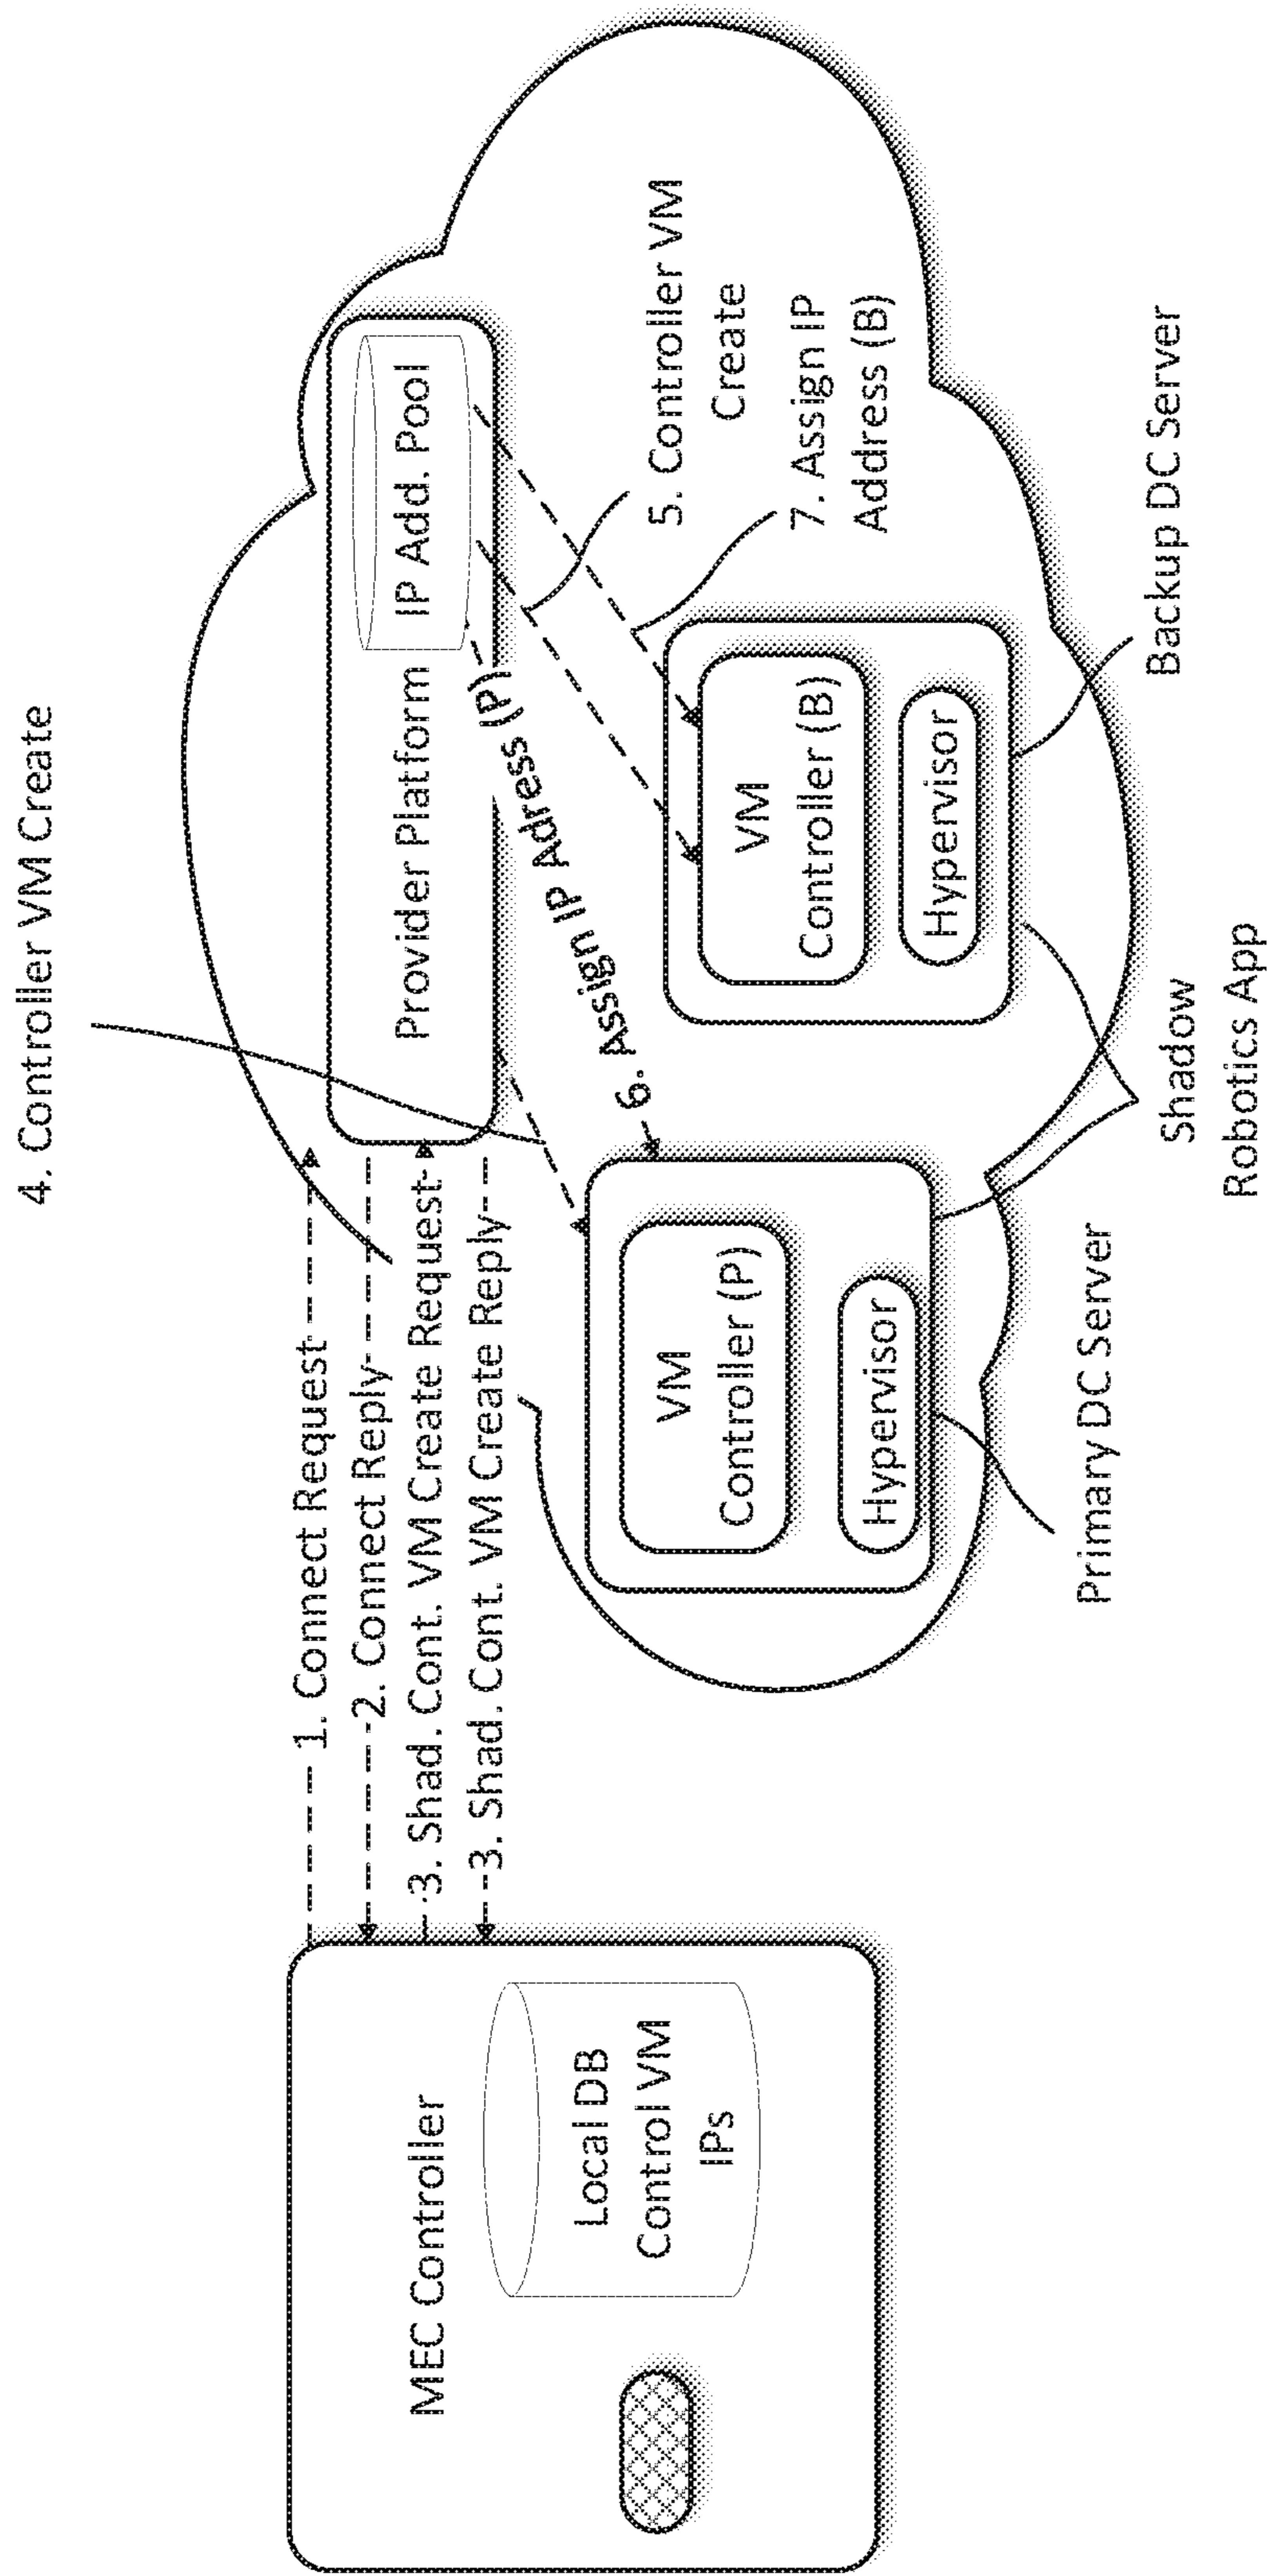 4. Controller VM Create
1. Connect Request
2. Connect Reply
3. Shad. Cont. VM Create Request
3. Shad. Cont. VM Create Reply
MEC Controller
Local DB
Control VM
IPs
Provider Platform
IP Add. Pool
6. Assign IP Adress (P)
5. Controller VM
Create
7. Assign IP
Address (B)
VM
Controller (P)
Hypervisor
VM
Controller (B)
Hypervisor
Primary DC Server
Shadow
Robotics App
Backup DC Server